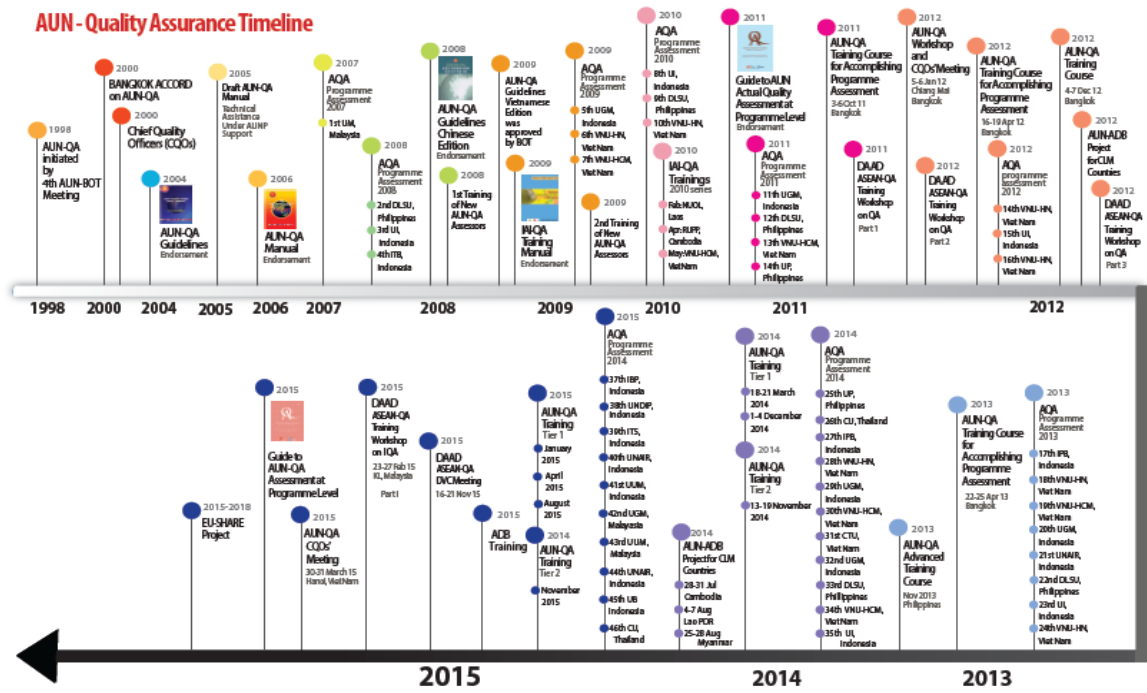 AUN - Quality Assurance Timeline
1998
AUN-QA
initiated
by
4th AUN-BOT
Meeting
2000
BANGKOK ACCORD
on AUN-QA
2000
Chief Quality
Officers (CQOs)
2004
AUN-QA
Guidelines
Endorsement
2005
Draft AUN-QA
Manual
Technical
Assistance
Under AUNP
Support
2006
AUN-QA
Manual
Endorsement
2007
AQA
Programme
Assessment
2007
1st UM,
Malaysia
2008
AQA
Programme
Assessment
2008
2nd DLSU,
Philippines
3rd UI,
Indonesia
4th ITB,
Indonesia
2008
AUN-QA
Guidelines
Chinese
Edition
Endorsement
2008
1st Training
of New
AUN-QA
Assessors
2009
AUN-QA
Guidelines
Vietnamese
Edition
was
approved
by BOT
2009
IAI-QA
Training
Manual
Endorsement
2009
AQA
Programme
Assessment
2009
5th UGM,
Indonesia
6th VNU-HN,
Viet Nam
7th VNU-HCM,
Viet Nam
2009
2nd Training
of New
AUN-QA
Assessors
2010
AQA
Programme
Assessment
2010
8th UI,
Indonesia
9th DLSU,
Philippines
10th VNU-HN,
Viet Nam
2010
IAI-QA
Trainings
2010 series
Feb: NUOL,
Laos
Apr: RUPP,
Cambodia
May: VNU-HCM,
Viet Nam
2011
Guide to AUN
Actual Quality
Assessment at
Programme Level
Endorsement
2011
AQA
Programme
Assessment
2011
11th UGM,
Indonesia
12th DLSU,
Philippines
13th VNU-HCM,
Viet Nam
14th UP,
Philippines
2011
AUN-QA
Training Course
for Accomplishing
Programme
Assessment
3-6 Oct 11
Bangkok
2011
DAAD
ASEAN-QA
Training
Workshop
on QA
Part 1
2012
AUN-QA
Workshop
and
CQOs' Meeting
5-6 Jan 12
Chiang Mai
Bangkok
2012
DAAD
ASEAN-QA
Training
Workshop
on QA
Part 2
2012
AUN-QA
Training Course
for Accomplishing
Programme
Assessment
16-19 Apr 12
Bangkok
2012
AQA
programme
Assessment
2012
14th VNU-HN,
Viet Nam
15th UI,
Indonesia
16th VNU-HN,
Viet Nam
2012
AUN-QA
Training
Course
4-7 Dec 12
Bangkok
2012
AUN-ADB
Project
for CLM
Countries
2012
DAAD
ASEAN-QA
Training
Workshop
on QA
Part 3
1998 2000 2004 2005 2006 2007 2008 2009 2010 2011 2012
2015-2018
EU-SHARE
Project
2015
Guide to
AUN-QA
Assessment at
Programme Level
2015
AUN-QA
CQOs'
Meeting
30-31 March 15
Hanoi, Viet Nam
2015
DAAD
ASEAN-QA
Training
Workshop
on IQA
23-27 Feb 15
KL, Malaysia
Part I
2015
DAAD
ASEAN-QA
DVC Meeting
16-21 Nov 15
2015
ADB
Training
2015
AUN-QA
Training
Tier 1
January
2015
April
2015
August
2015
2014
AUN-QA
Training
Tier 2
November
2015
2015
AQA
Programme
Assessment
2014
37th IBP,
Indonesia
38th UNDIP,
Indonesia
39th ITS,
Indonesia
40th UNAIR,
Indonesia
41st UUM,
Indonesia
42nd UGM,
Malayasia
43rd UUM,
Malaysia
44th UNAIR,
Indonesia
45th UB
Indonesia
46th CU,
Thailand
2014
AUN-ADB
Project for CLM
Countries
28-31 Jul
Cambodia
4-7 Aug
Lao PDR
25-28 Aug
Myanmar
2014
AUN-QA
Training
Tier 1
18-21 March
2014
1-4 December
2014
2014
AUN-QA
Training
Tier 2
13-19 November
2014
2014
AQA
Programme
Assessment
2014
25th UP,
Philippines
26th CU, Thailand
27th IPB,
Indonesia
28th VNU-HN,
Viet Nam
29th UGM,
Indonesia
30th VNU-HCM,
Viet Nam
31st CTU,
Viet Nam
32nd UGM,
Indonesia
33rd DLSU,
Phillippines
34th VNU-HCM,
Viet Nam
35th UI,
Indonesia
2013
AUN-QA
Advanced
Training
Course
Nov 2013
Philippines
2013
AUN-QA
Training Course
for
Accomplishing
Programme
Assessment
22-25 Apr 13
Bangkok
2013
AQA
Programme
Assessment
2013
17th IPB,
Indonesia
18th VNU-HN,
Viet Nam
19th VNU-HCM,
Viet Nam
20th UGM,
Indonesia
21st UNAIR,
Indonesia
22nd DLSU,
Philippines
23rd UI,
Indonesia
24th VNU-HN,
Viet Nam
2015 2014 2013